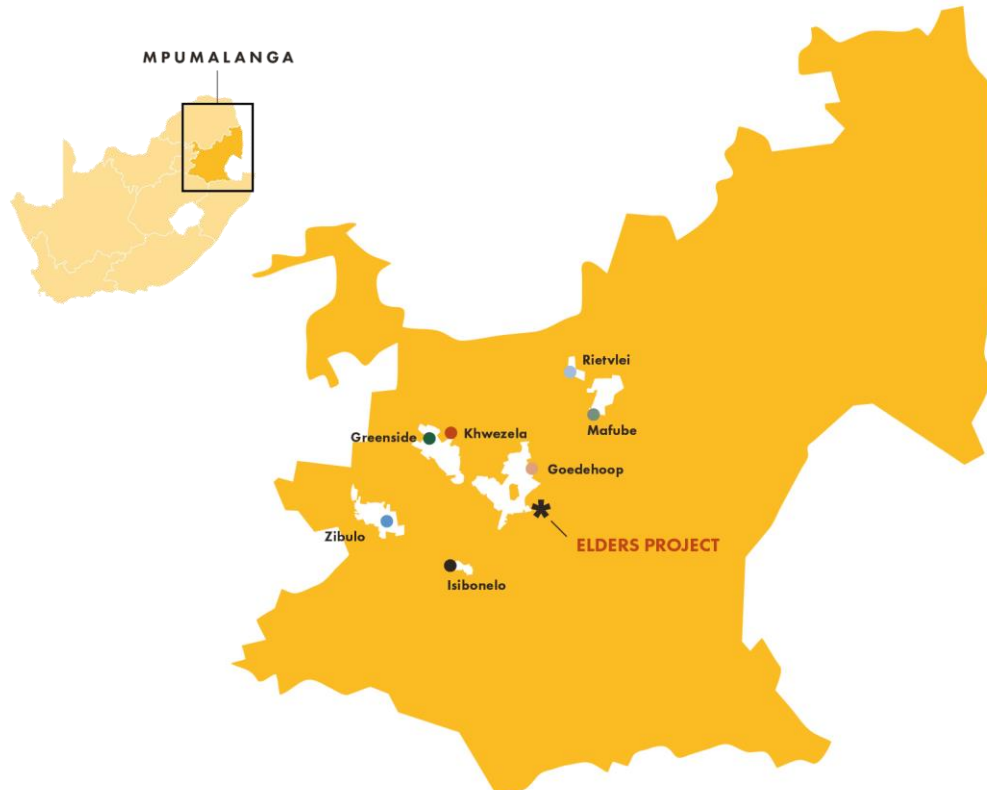 MPUMALANGA
Rietvlei
Mafube
Greenside
Khwezela
Goedehoop
Zibulo
ELDERS PROJECT
Isibonelo